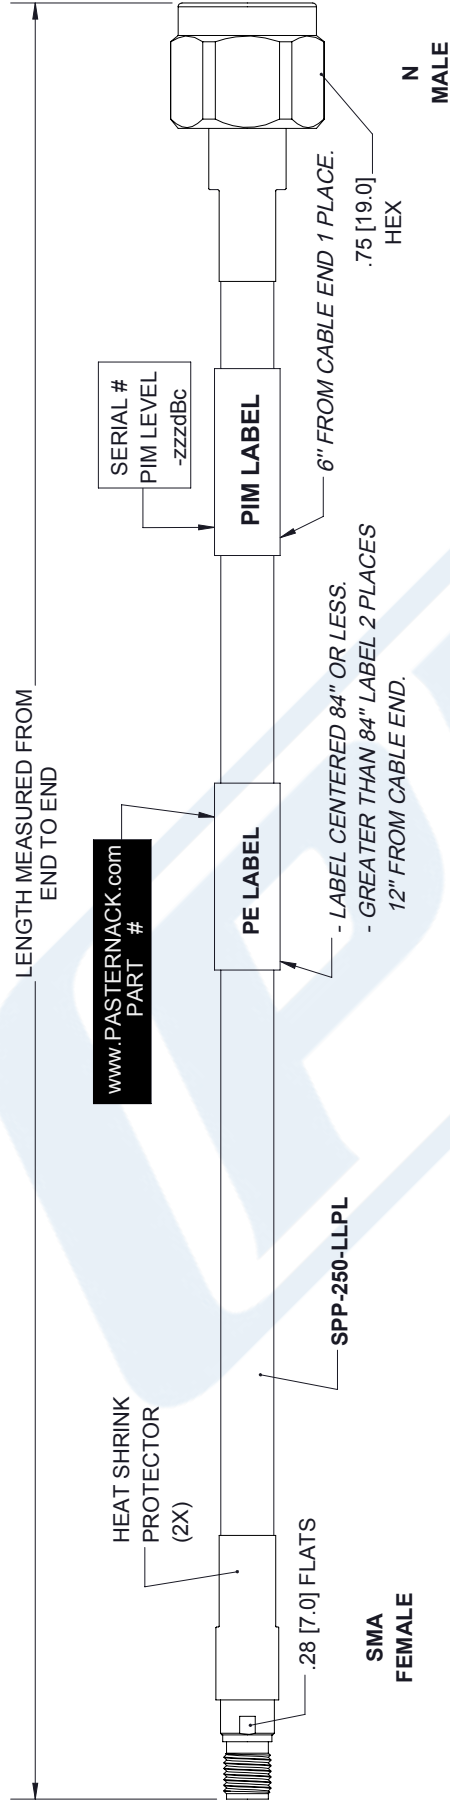 LENGTH MEASURED FROM
END TO END
HEAT SHRINK
PROTECTOR
(2X)
www.PASTERNACK.com
PART #
SERIAL #
PIM LEVEL
-zzzdBc
PE LABEL
PIM LABEL
.28 [7.0] FLATS
SPP-250-LLPL
- LABEL CENTERED 84" OR LESS.
- GREATER THAN 84" LABEL 2 PLACES
12" FROM CABLE END.
6" FROM CABLE END 1 PLACE.
.75 [19.0]
HEX
SMA
FEMALE
N
MALE